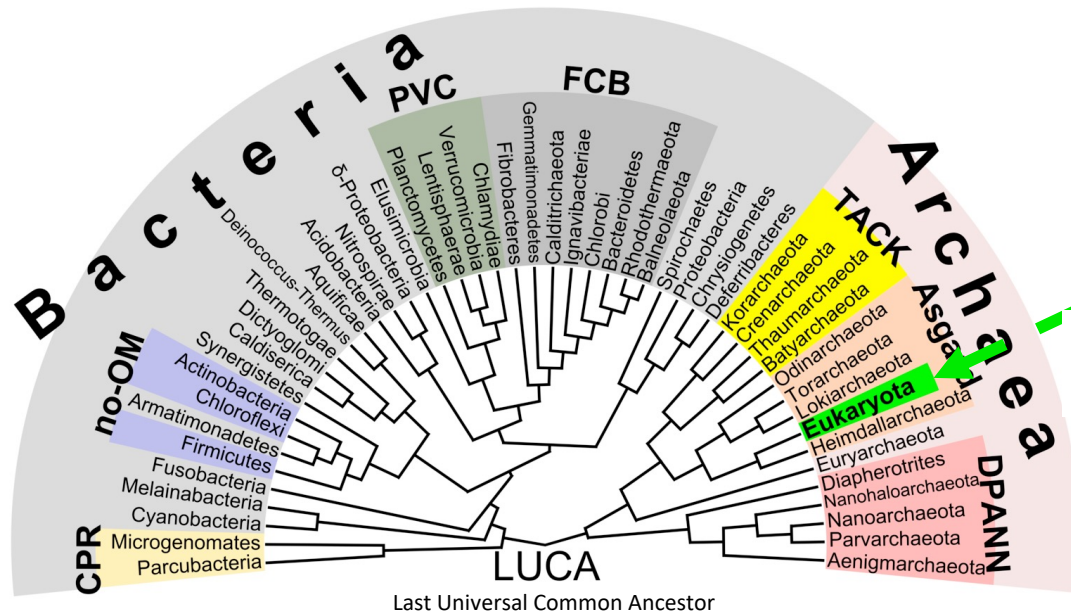 Bacteria
Archaea
PVC
FCB
TACK
Asgard
DPANN
no-OM
CPR
Parcubacteria
Microgenomates
Cyanobacteria
Melainabacteria
Fusobacteria
Firmicutes
Armatimonadetes
Chloroflexi
Actinobacteria
Synergistetes
Caldiserica
Dictyoglomi
Thermotogae
Deinococcus-Thermus
Aquificae
Acidobacteria
Nitrospirae
δ-Proteobacteria
Elusimicrobia
Planctomycetes
Lentisphaerae
Verrucomicrobia
Chlamydiae
Fibrobacteres
Gemmatimonadetes
Calditrichaeota
Ignavibacteriae
Chlorobi
Bacteroidetes
Rhodothermaeota
Balneolaeota
Spirochaetes
Proteobacteria
Chrysiogenetes
Deferribacteres
Korarchaeota
Crenarchaeota
Thaumarchaeota
Batyarchaeota
Odinarchaeota
Torarchaeota
Lokiarchaeota
Eukaryota
Heimdallarchaeota
Euryarchaeota
Diapherotrites
Nanohaloarchaeota
Nanoarchaeota
Parvarchaeota
Aenigmarchaeota
LUCA
Last Universal Common Ancestor